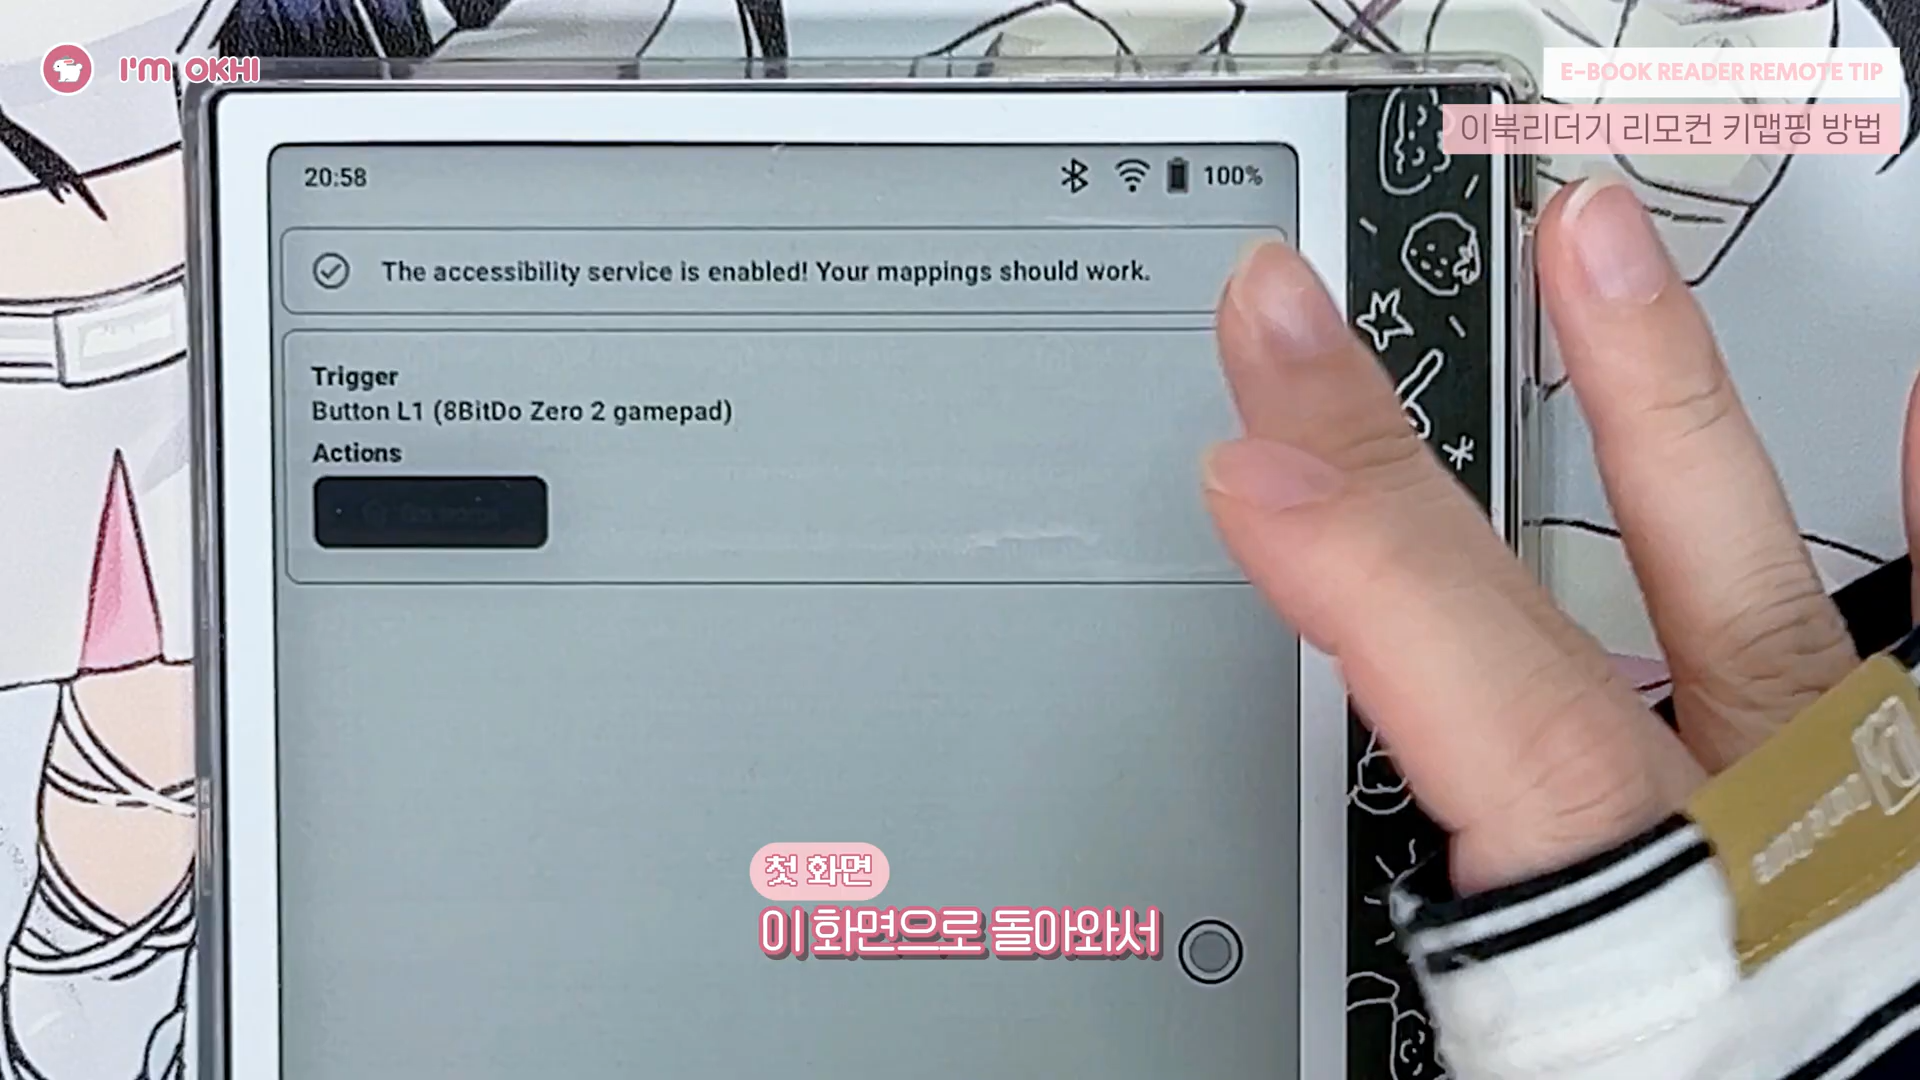 I'm OKHI
E-BOOK READER REMOTE TIP
이북리더기 리모컨 키맵핑 방법
20:58
100%
The accessibility service is enabled! Your mappings should work.
Trigger
Button L1 (8BitDo Zero 2 gamepad)
Actions
첫 화면
이 화면으로 돌아와서